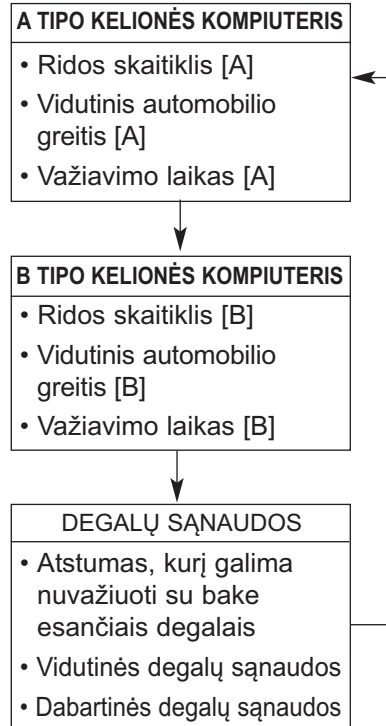 A TIPO KELIONĖS KOMPIUTERIS
• Ridos skaitiklis [A]
• Vidutinis automobilio
greitis [A]
• Važiavimo laikas [A]
B TIPO KELIONĖS KOMPIUTERIS
• Ridos skaitiklis [B]
• Vidutinis automobilio
greitis [B]
• Važiavimo laikas [B]
DEGALŲ SĄNAUDOS
• Atstumas, kurį galima
nuvažiuoti su bake
esančiais degalais
• Vidutinės degalų sąnaudos
• Dabartinės degalų sąnaudos